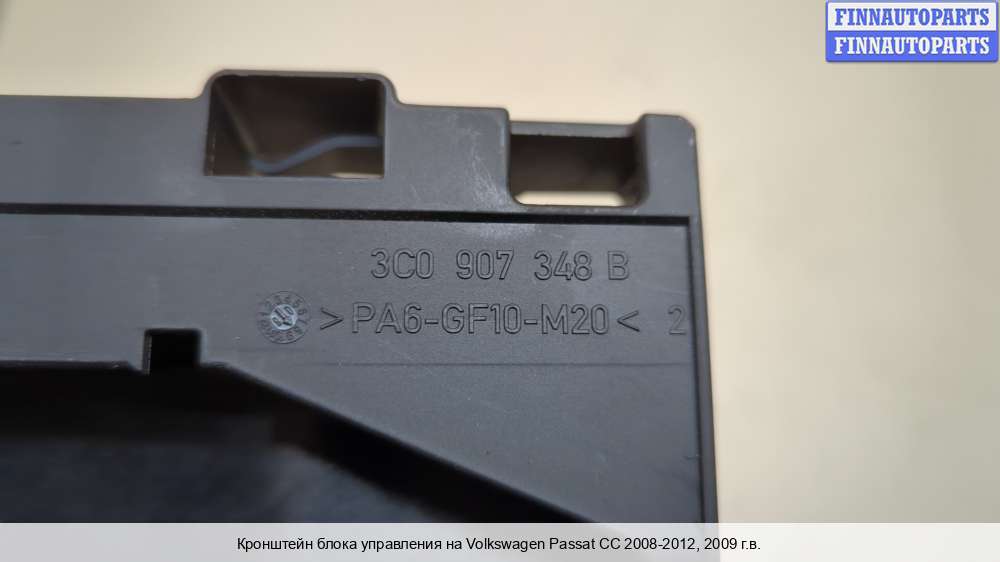 FINNAUTOPARTS
FINNAUTOPARTS
3C0 907 348 B
>PA6-GF10-M20< 2
Кронштейн блока управления на Volkswagen Passat CC 2008-2012, 2009 г.в.